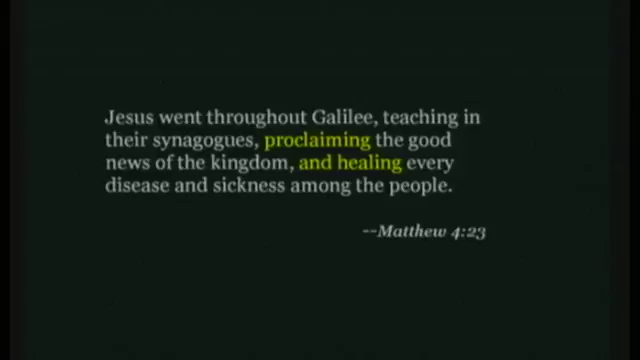 Jesus went throughout Galilee, teaching in
their synagogues, proclaiming the good
news of the kingdom, and healing every
disease and sickness among the people.
--Matthew 4:23